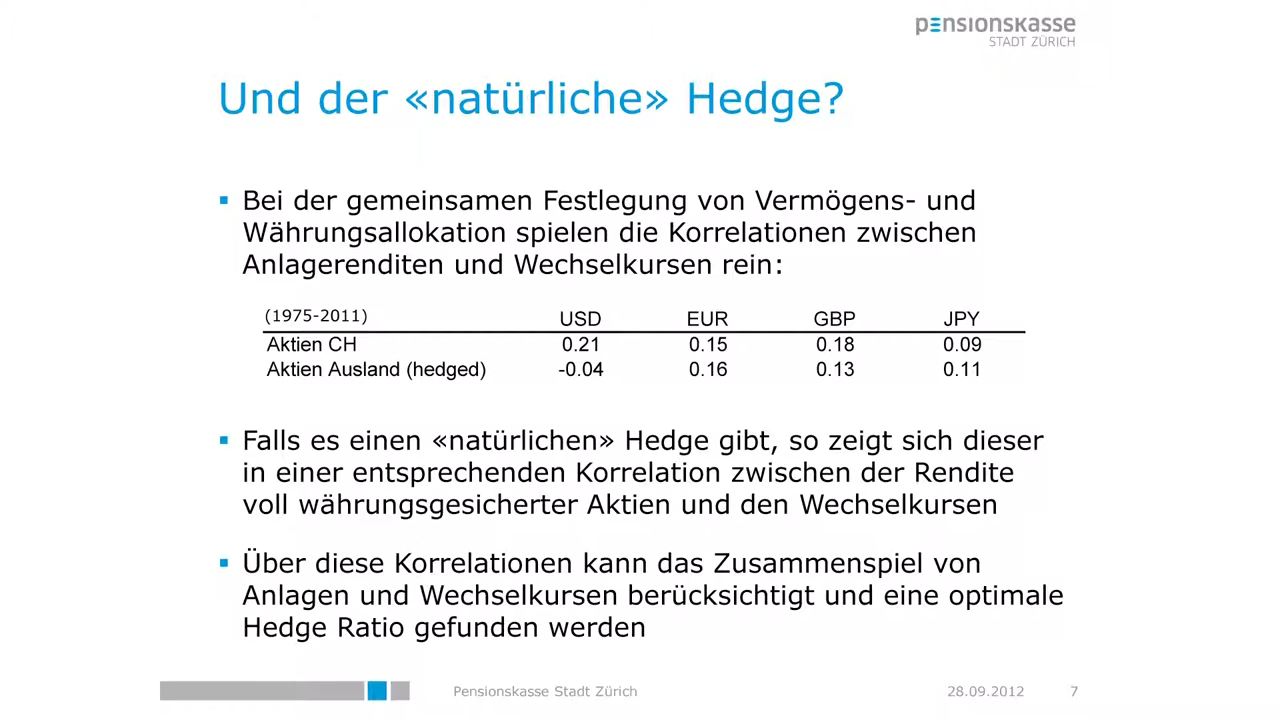 pensionskasse
STADT ZÜRICH
Und der «natürliche» Hedge?
Bei der gemeinsamen Festlegung von Vermögens- und
Währungsallokation spielen die Korrelationen zwischen
Anlagerenditen und Wechselkursen rein:
(1975-2011) USD EUR GBP JPY
Aktien CH 0.21 0.15 0.18 0.09
Aktien Ausland (hedged) -0.04 0.16 0.13 0.11
Falls es einen «natürlichen» Hedge gibt, so zeigt sich dieser
in einer entsprechenden Korrelation zwischen der Rendite
voll währungsgesicherter Aktien und den Wechselkursen
Über diese Korrelationen kann das Zusammenspiel von
Anlagen und Wechselkursen berücksichtigt und eine optimale
Hedge Ratio gefunden werden
Pensionskasse Stadt Zürich 28.09.2012 7